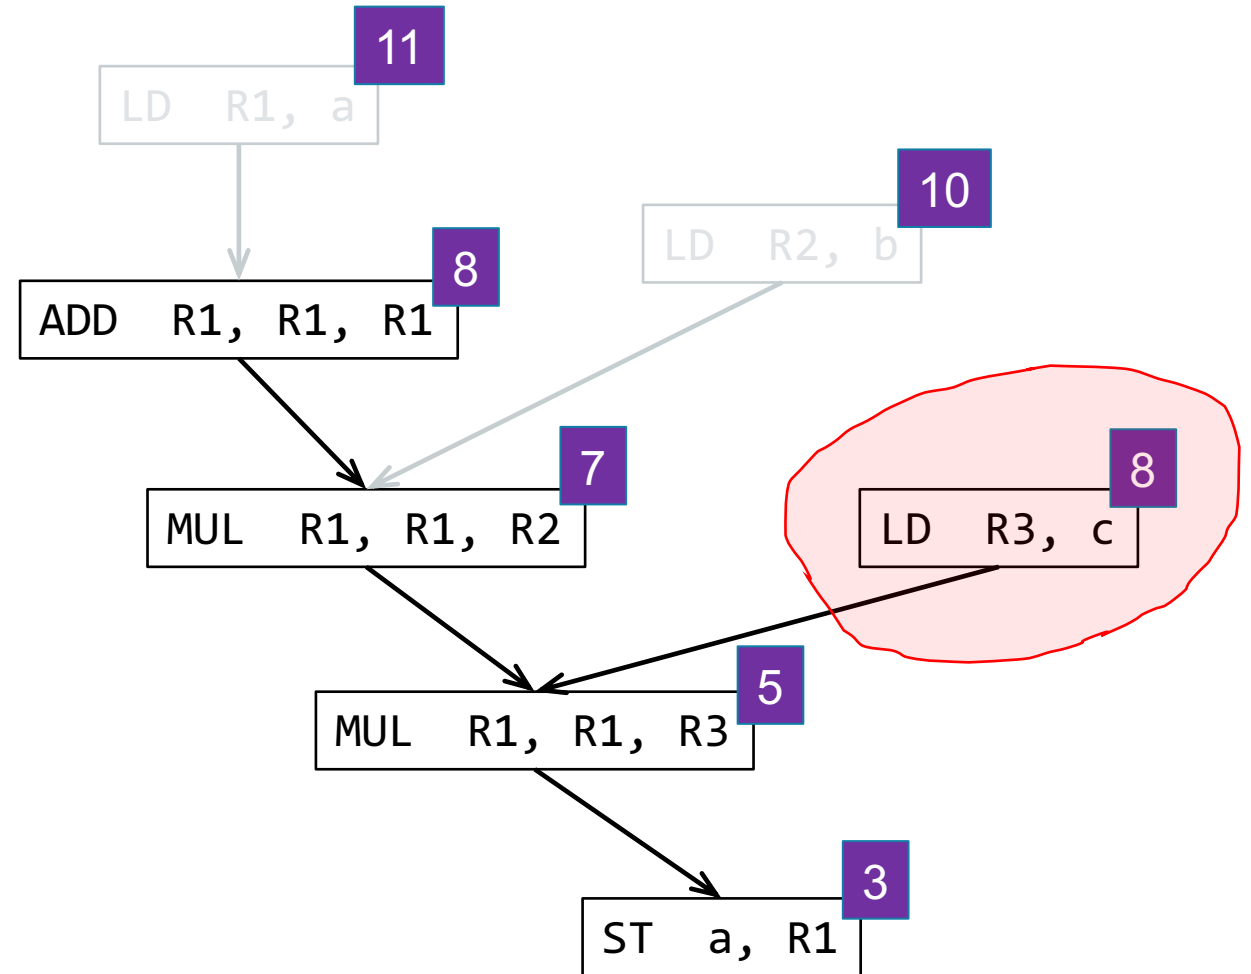 11
LD R1, a
10
LD R2, b
8
ADD R1, R1, R1
7
MUL R1, R1, R2
8
LD R3, c
5
MUL R1, R1, R3
3
ST a, R1